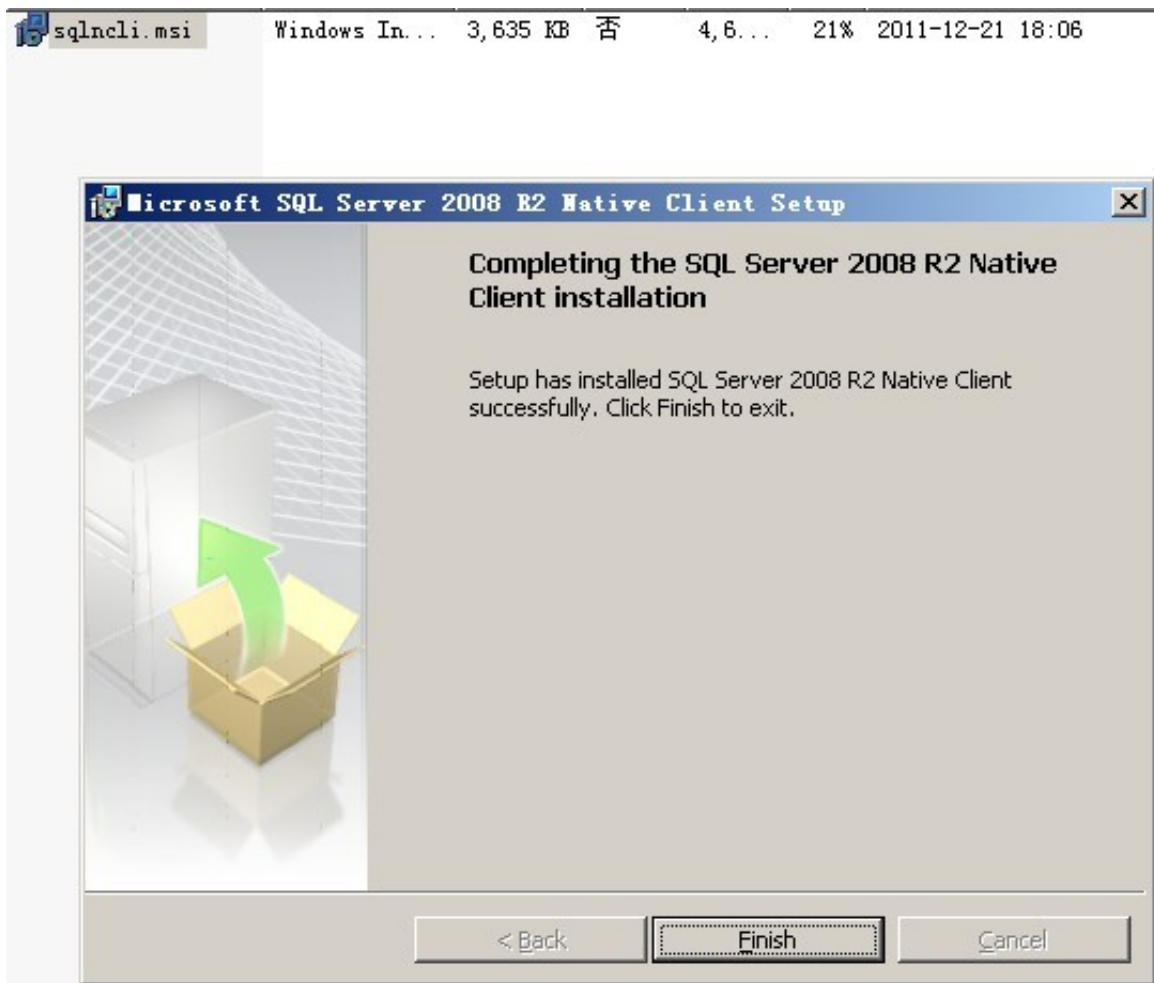 sqlncli.msi Windows In... 3,635 KB 否 4,6... 21% 2011-12-21 18:06
Microsoft SQL Server 2008 R2 Native Client Setup
Completing the SQL Server 2008 R2 Native
Client installation
Setup has installed SQL Server 2008 R2 Native Client
successfully. Click Finish to exit.
< Back Finish Cancel